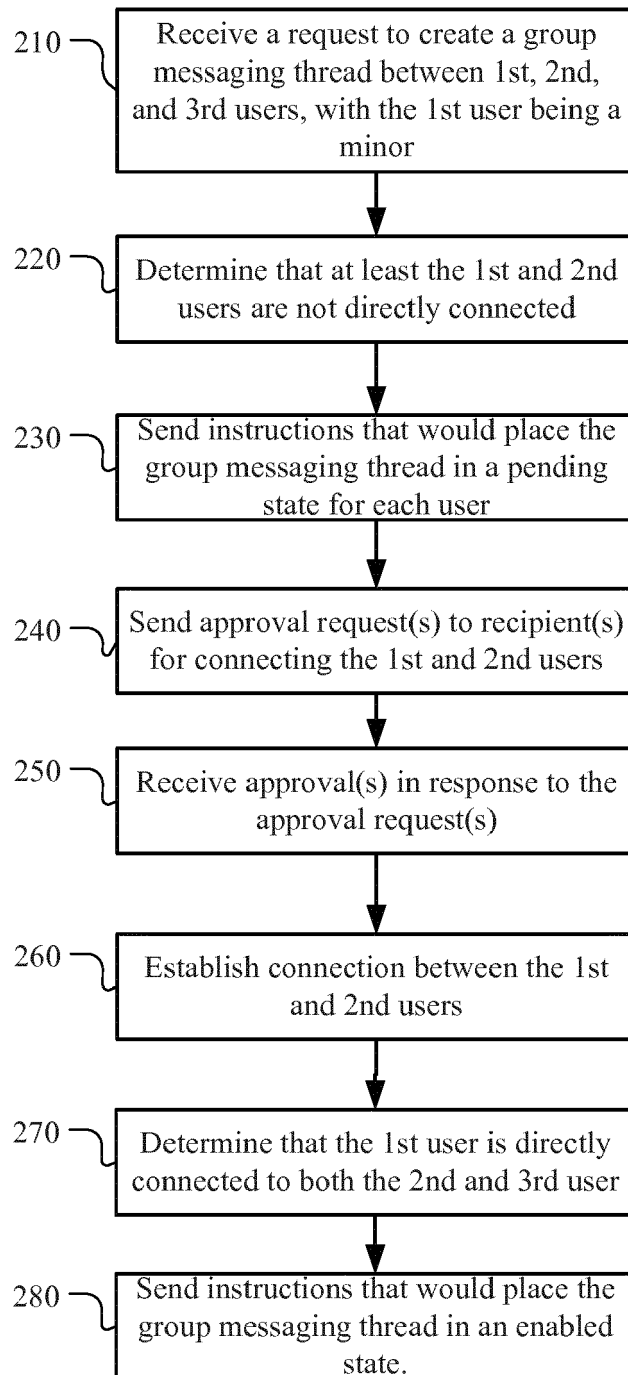 210
Receive a request to create a group
messaging thread between 1st, 2nd,
and 3rd users, with the 1st user being a
minor
220
Determine that at least the 1st and 2nd
users are not directly connected
230
Send instructions that would place the
group messaging thread in a pending
state for each user
240
Send approval request(s) to recipient(s)
for connecting the 1st and 2nd users
250
Receive approval(s) in response to the
approval request(s)
260
Establish connection between the 1st
and 2nd users
270
Determine that the 1st user is directly
connected to both the 2nd and 3rd user
280
Send instructions that would place the
group messaging thread in an enabled
state.